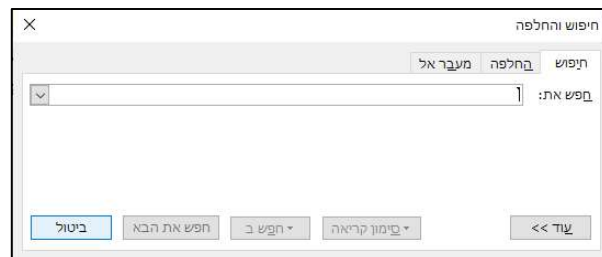 חיפוש והחלפה
חיפוש החלפה מעבר אל
חפש את:
עוד >> סימון קריאה חפש ב חפש את הבא ביטול